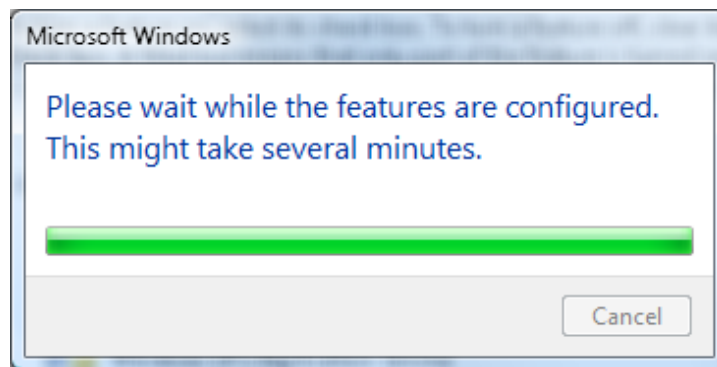 Microsoft Windows
Please wait while the features are configured.
This might take several minutes.
Cancel